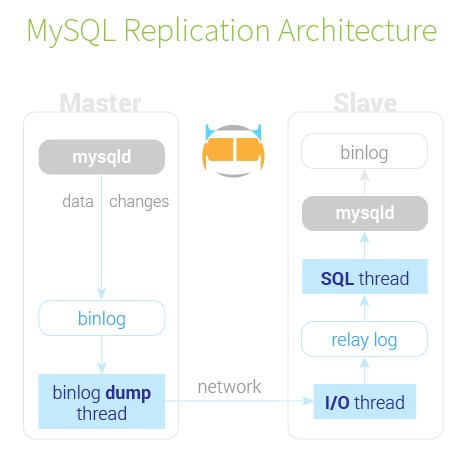 MySQL Replication Architecture
Master
mysqld
data changes
binlog
binlog dump
thread
network
Slave
binlog
mysqld
SQL thread
relay log
I/O thread